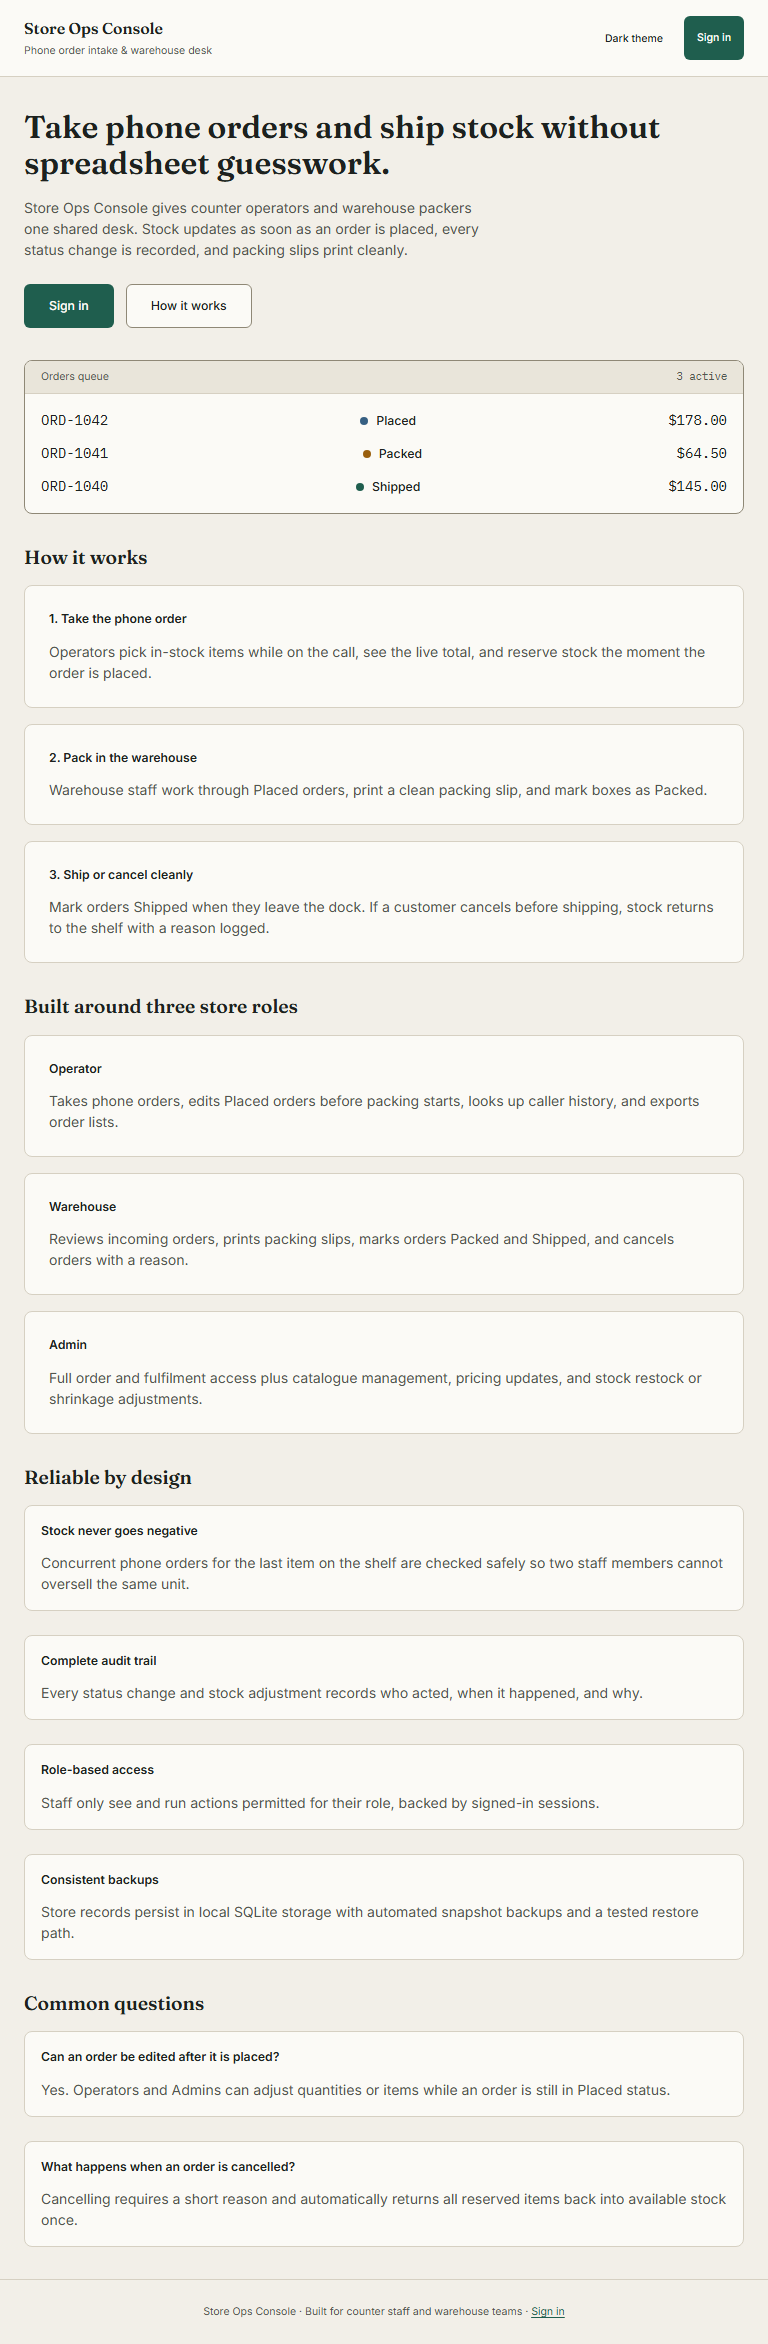 Store Ops Console
Phone order intake & warehouse desk
Dark theme
Sign in
Take phone orders and ship stock without
spreadsheet guesswork.
Store Ops Console gives counter operators and warehouse packers
one shared desk. Stock updates as soon as an order is placed, every
status change is recorded, and packing slips print cleanly.
Sign in
How it works
Orders queue
3 active
ORD-1042 Placed $178.00
ORD-1041 Packed $64.50
ORD-1040 Shipped $145.00
How it works
1. Take the phone order
Operators pick in-stock items while on the call, see the live total, and reserve stock the moment the
order is placed.
2. Pack in the warehouse
Warehouse staff work through Placed orders, print a clean packing slip, and mark boxes as Packed.
3. Ship or cancel cleanly
Mark orders Shipped when they leave the dock. If a customer cancels before shipping, stock returns
to the shelf with a reason logged.
Built around three store roles
Operator
Takes phone orders, edits Placed orders before packing starts, looks up caller history, and exports
order lists.
Warehouse
Reviews incoming orders, prints packing slips, marks orders Packed and Shipped, and cancels
orders with a reason.
Admin
Full order and fulfilment access plus catalogue management, pricing updates, and stock restock or
shrinkage adjustments.
Reliable by design
Stock never goes negative
Concurrent phone orders for the last item on the shelf are checked safely so two staff members cannot
oversell the same unit.
Complete audit trail
Every status change and stock adjustment records who acted, when it happened, and why.
Role-based access
Staff only see and run actions permitted for their role, backed by signed-in sessions.
Consistent backups
Store records persist in local SQLite storage with automated snapshot backups and a tested restore
path.
Common questions
Can an order be edited after it is placed?
Yes. Operators and Admins can adjust quantities or items while an order is still in Placed status.
What happens when an order is cancelled?
Cancelling requires a short reason and automatically returns all reserved items back into available stock
once.
Store Ops Console · Built for counter staff and warehouse teams · Sign in